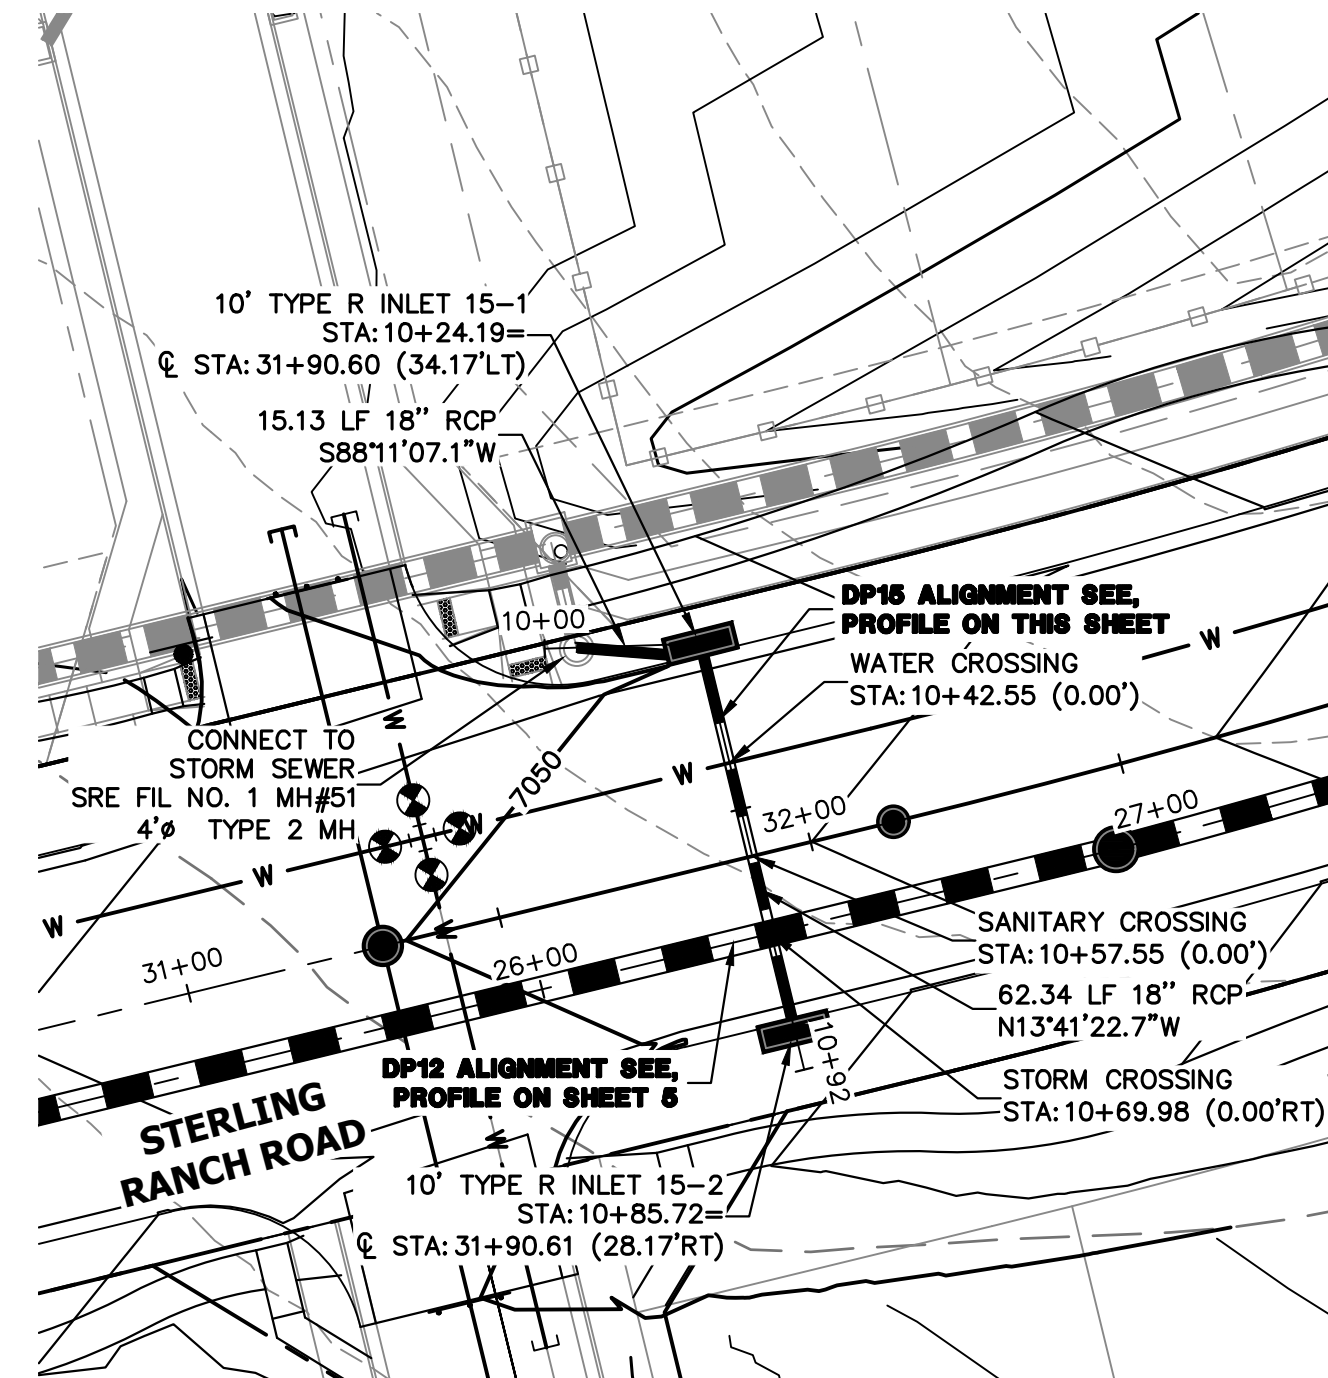 10' TYPE R INLET 15-1
STA:10+24.19=
℄ STA:31+90.60 (34.17'LT)
15.13 LF 18" RCP
S88°11'07.1"W
10+00
DP15 ALIGNMENT SEE,
PROFILE ON THIS SHEET
W
WATER CROSSING
STA:10+42.55 (0.00')
CONNECT TO
STORM SEWER
SRE FIL NO. 1 MH#51
4'ø TYPE 2 MH
W
7050
W
W
32+00
27+00
W
W
W
31+00
26+00
SANITARY CROSSING
STA:10+57.55 (0.00')
62.34 LF 18" RCP
N13°41'22.7"W
10+92
DP12 ALIGNMENT SEE,
PROFILE ON SHEET 5
STORM CROSSING
STA:10+69.98 (0.00'RT)
STERLING
RANCH ROAD
W
10' TYPE R INLET 15-2
STA:10+85.72=
℄ STA:31+90.61 (28.17'RT)